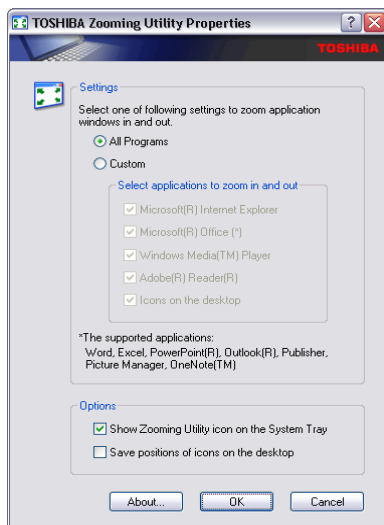 TOSHIBA Zooming Utility Properties
TOSHIBA
Settings
Select one of following settings to zoom application
windows in and out.
All Programs
Custom
Select applications to zoom in and out
Microsoft(R) Internet Explorer
Microsoft(R) Office (*)
Windows Media(TM) Player
Adobe(R) Reader(R)
Icons on the desktop
*The supported applications:
Word, Excel, PowerPoint(R), Outlook(R), Publisher,
Picture Manager, OneNote(TM)
Options
Show Zooming Utility icon on the System Tray
Save positions of icons on the desktop
About... OK Cancel